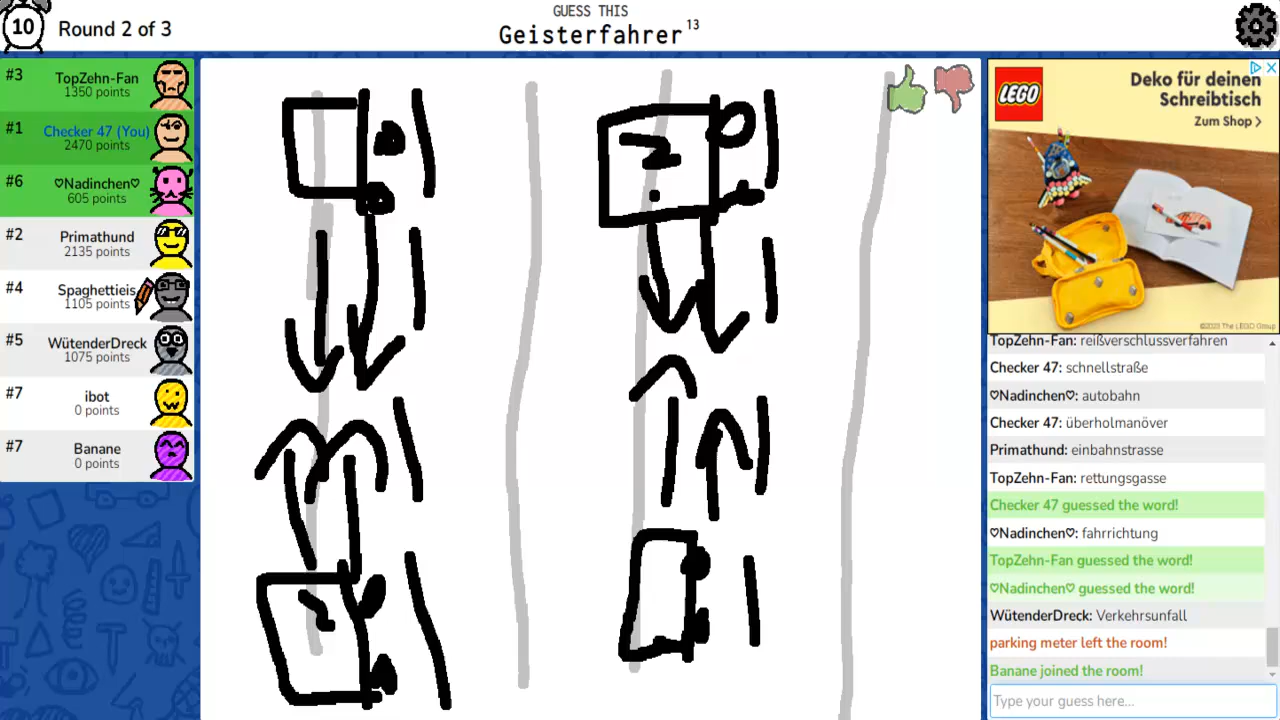 10
Round 2 of 3
GUESS THIS
Geisterfahrer 13
#3
TopZehn-Fan
1350 points
#1
Checker 47 (You)
2470 points
#6
♡Nadinchen♡
605 points
#2
Primathund
2135 points
#4
Spaghettieis
1105 points
#5
WütenderDreck
1075 points
#7
ibot
0 points
#7
Banane
0 points
LEGO
Deko für deinen
Schreibtisch
Zum Shop >
©2023 The LEGO Group
TopZehn-Fan: reißverschlussverfahren
Checker 47: schnellstraße
♡Nadinchen♡: autobahn
Checker 47: überholmanöver
Primathund: einbahnstrasse
TopZehn-Fan: rettungsgasse
Checker 47 guessed the word!
♡Nadinchen♡: fahrrichtung
TopZehn-Fan guessed the word!
♡Nadinchen♡ guessed the word!
WütenderDreck: Verkehrsunfall
parking meter left the room!
Banane joined the room!
Type your guess here...